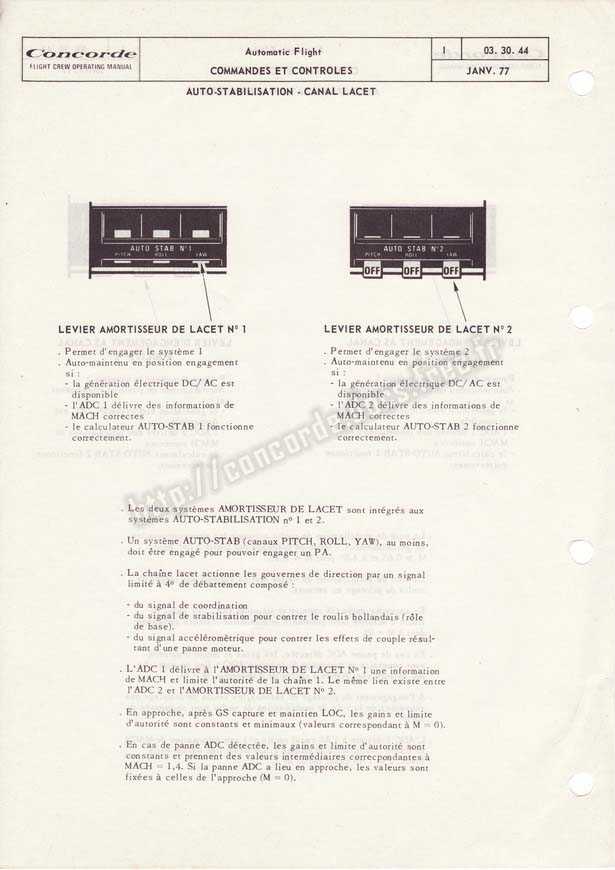 Concorde
FLIGHT CREW OPERATING MANUAL
Automatic Flight
COMMANDES ET CONTROLES
1
03. 30. 44
JANV. 77
AUTO-STABILISATION - CANAL LACET
AUTO STAB N°1
PITCH ROLL YAW
AUTO STAB N°2
PITCH ROLL YAW
OFF OFF OFF
LEVIER AMORTISSEUR DE LACET N° 1
. Permet d'engager le système 1
. Auto-maintenu en position engagement
si :
- la génération électrique DC/ AC est
disponible
- l'ADC 1 délivre des informations de
MACH correctes
- le calculateur AUTO-STAB 1 fonctionne
correctement.
LEVIER AMORTISSEUR DE LACET N° 2
. Permet d'engager le système 2
. Auto-maintenu en position engagement
si :
- la génération électrique DC/ AC est
disponible
- l'ADC 2 délivre des informations de
MACH correctes
- le calculateur AUTO-STAB 2 fonctionne
correctement.
http://concorde-jet.com
. Les deux systèmes AMORTISSEUR DE LACET sont intégrés aux
systèmes AUTO-STABILISATION n° 1 et 2.
. Un système AUTO-STAB (canaux PITCH, ROLL, YAW), au moins,
doit être engagé pour pouvoir engager un PA.
. La chaîne lacet actionne les gouvernes de direction par un signal
limité à 4° de débattement composé :
- du signal de coordination
- du signal de stabilisation pour contrer le roulis hollandais (rôle
de base).
- du signal accéléromètrique pour contrer les effets de couple résul-
tant d'une panne moteur.
. L'ADC 1 délivre à l'AMORTISSEUR DE LACET N° 1 une information
de MACH et limite l'autorité de la chaîne 1. Le même lien existe entre
l'ADC 2 et l'AMORTISSEUR DE LACET N° 2.
. En approche, après GS capture et maintien LOC, les gains et limite
d'autorité sont constants et minimaux (valeurs correspondant à M = 0).
. En cas de panne ADC détectée, les gains et limite d'autorité sont
constants et prennent des valeurs intermédiaires correcpondantes à
MACH = 1,4. Si la panne ADC a lieu en approche, les valeurs sont
fixées à celles de l'approche (M = 0).